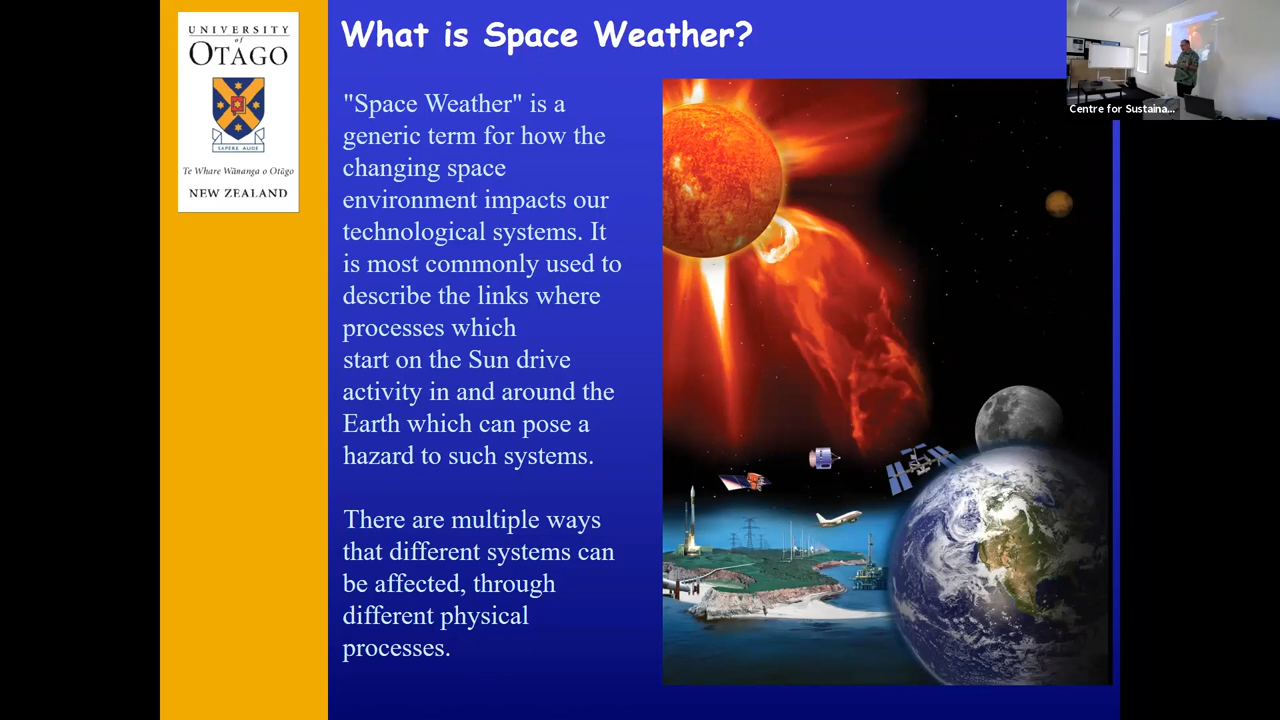 UNIVERSITY
of
OTAGO
SAPERE AUDE
Te Whare Wānanga o Otāgo
NEW ZEALAND
What is Space Weather?
"Space Weather" is a
generic term for how the
changing space
environment impacts our
technological systems. It
is most commonly used to
describe the links where
processes which
start on the Sun drive
activity in and around the
Earth which can pose a
hazard to such systems.
There are multiple ways
that different systems can
be affected, through
different physical
processes.
Centre for Sustaina...